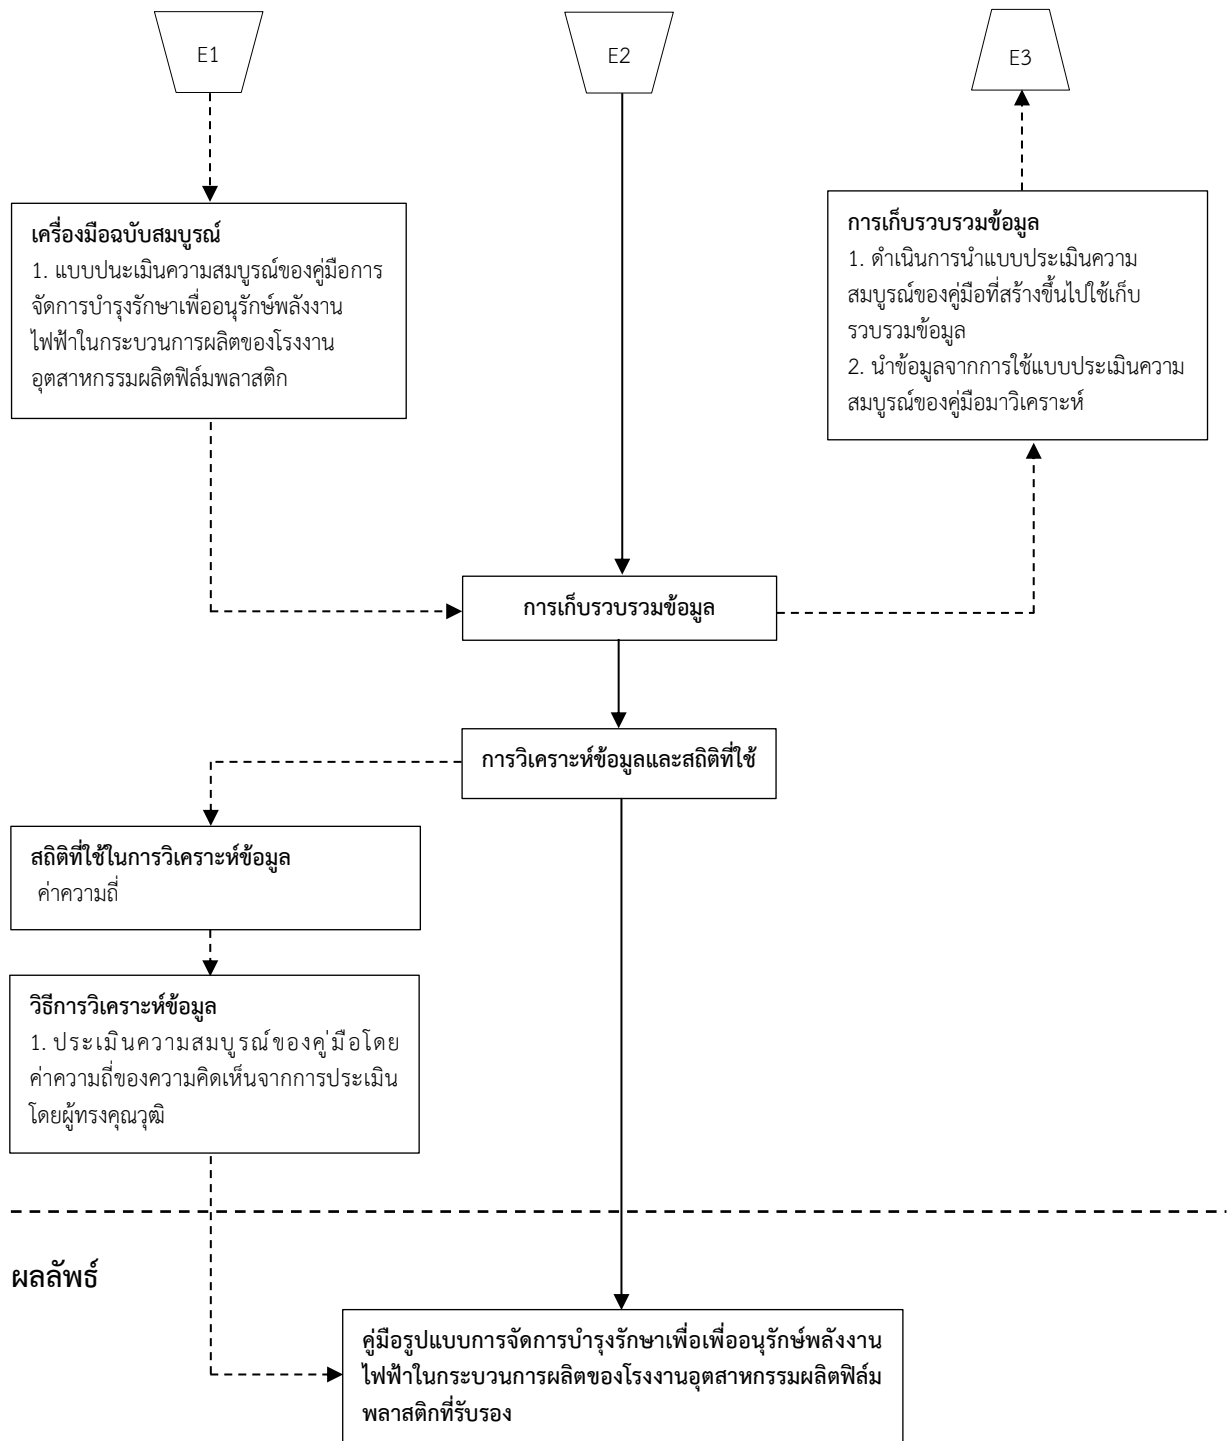 E1
E2
E3
เครื่องมือฉบับสมบูรณ์
1. แบบปนะเมินความสมบูรณ์ของคู่มือการ
จัดการบำรุงรักษาเพื่ออนุรักษ์พลังงาน
ไฟฟ้าในกระบวนการผลิตของโรงงาน
อุตสาหกรรมผลิตฟิล์มพลาสติก
การเก็บรวบรวมข้อมูล
1. ดำเนินการนำแบบประเมินความ
สมบูรณ์ของคู่มือที่สร้างขึ้นไปใช้เก็บ
รวบรวมข้อมูล
2. นำข้อมูลจากการใช้แบบประเมินความ
สมบูรณ์ของคู่มือมาวิเคราะห์
การเก็บรวบรวมข้อมูล
การวิเคราะห์ข้อมูลและสถิติที่ใช้
สถิติที่ใช้ในการวิเคราะห์ข้อมูล
ค่าความถี่
วิธีการวิเคราะห์ข้อมูล
1. ประเมินความสมบูรณ์ของคู่มือโดย
ค่าความถี่ของความคิดเห็นจากการประเมิน
โดยผู้ทรงคุณวุฒิ
ผลลัพธ์
คู่มือรูปแบบการจัดการบำรุงรักษาเพื่อเพื่ออนุรักษ์พลังงาน
ไฟฟ้าในกระบวนการผลิตของโรงงานอุตสาหกรรมผลิตฟิล์ม
พลาสติกที่รับรอง